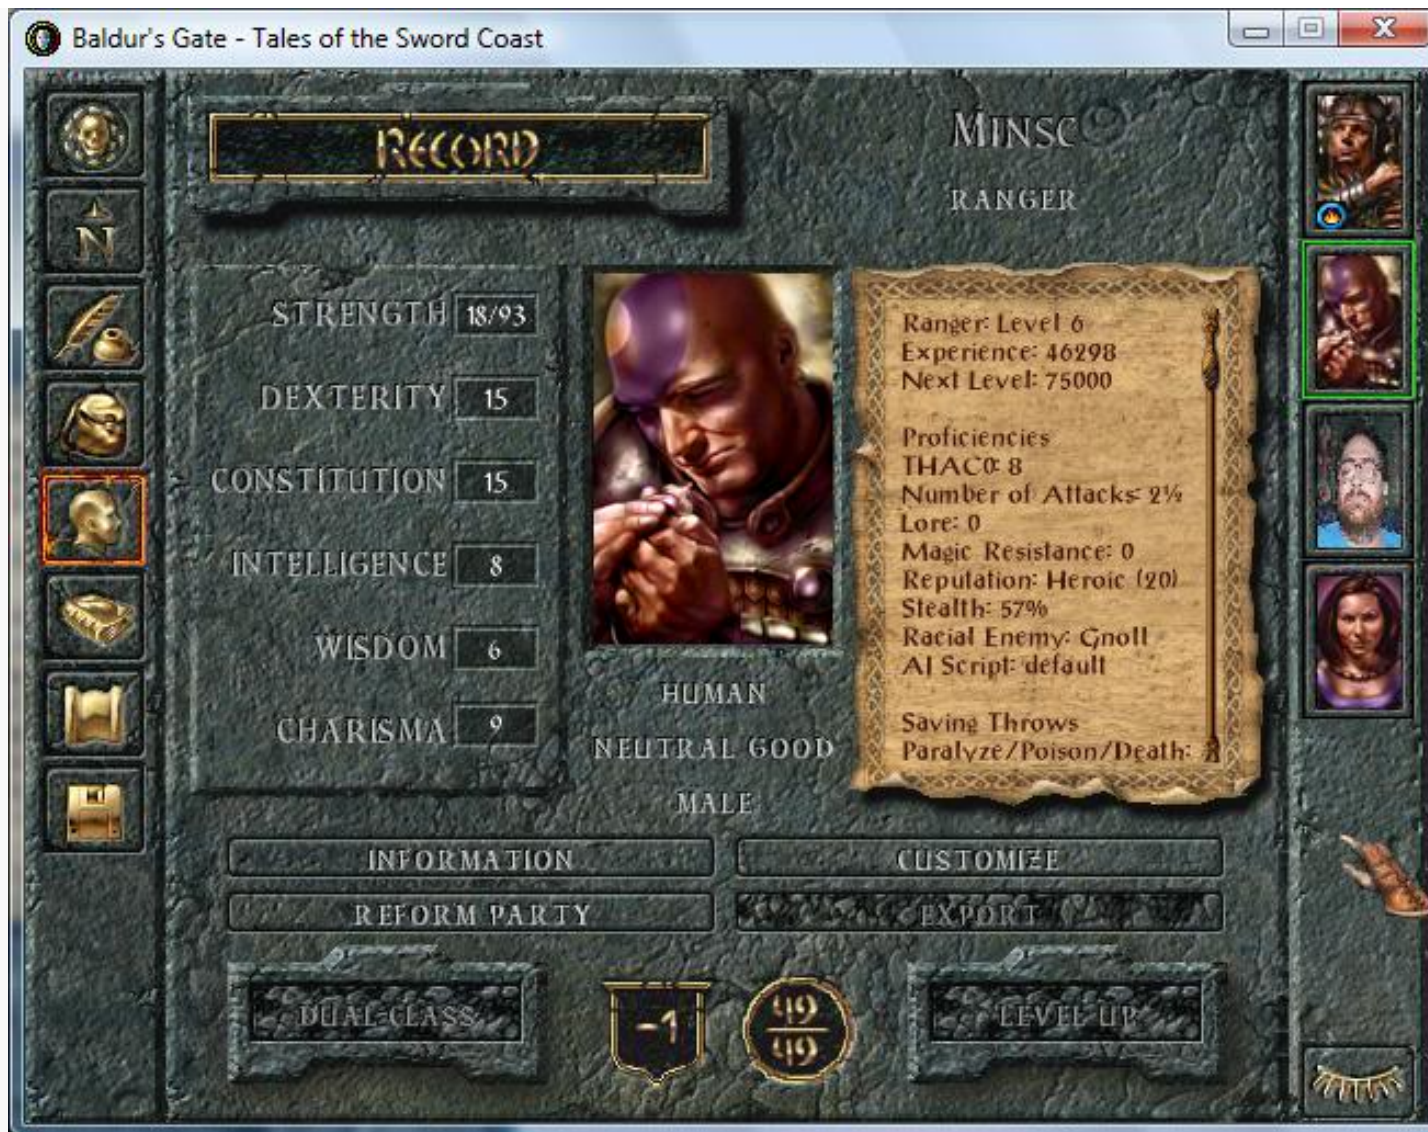 Baldur's Gate - Tales of the Sword Coast
RECORD
MINSC
RANGER
STRENGTH 18/93
DEXTERITY 15
CONSTITUTION 15
INTELLIGENCE 8
WISDOM 6
CHARISMA 9
HUMAN
NEUTRAL GOOD
MALE
Ranger: Level 6
Experience: 46298
Next Level: 75000
Proficiencies
THAC0: 8
Number of Attacks: 2½
Lore: 0
Magic Resistance: 0
Reputation: Heroic (20)
Stealth: 57%
Racial Enemy: Gnoll
AI Script: default
Saving Throws
Paralyze/Poison/Death:
INFORMATION
CUSTOMIZE
REFORM PARTY
EXPORT
DUAL-CLASS
-1
49
49
LEVEL UP
N